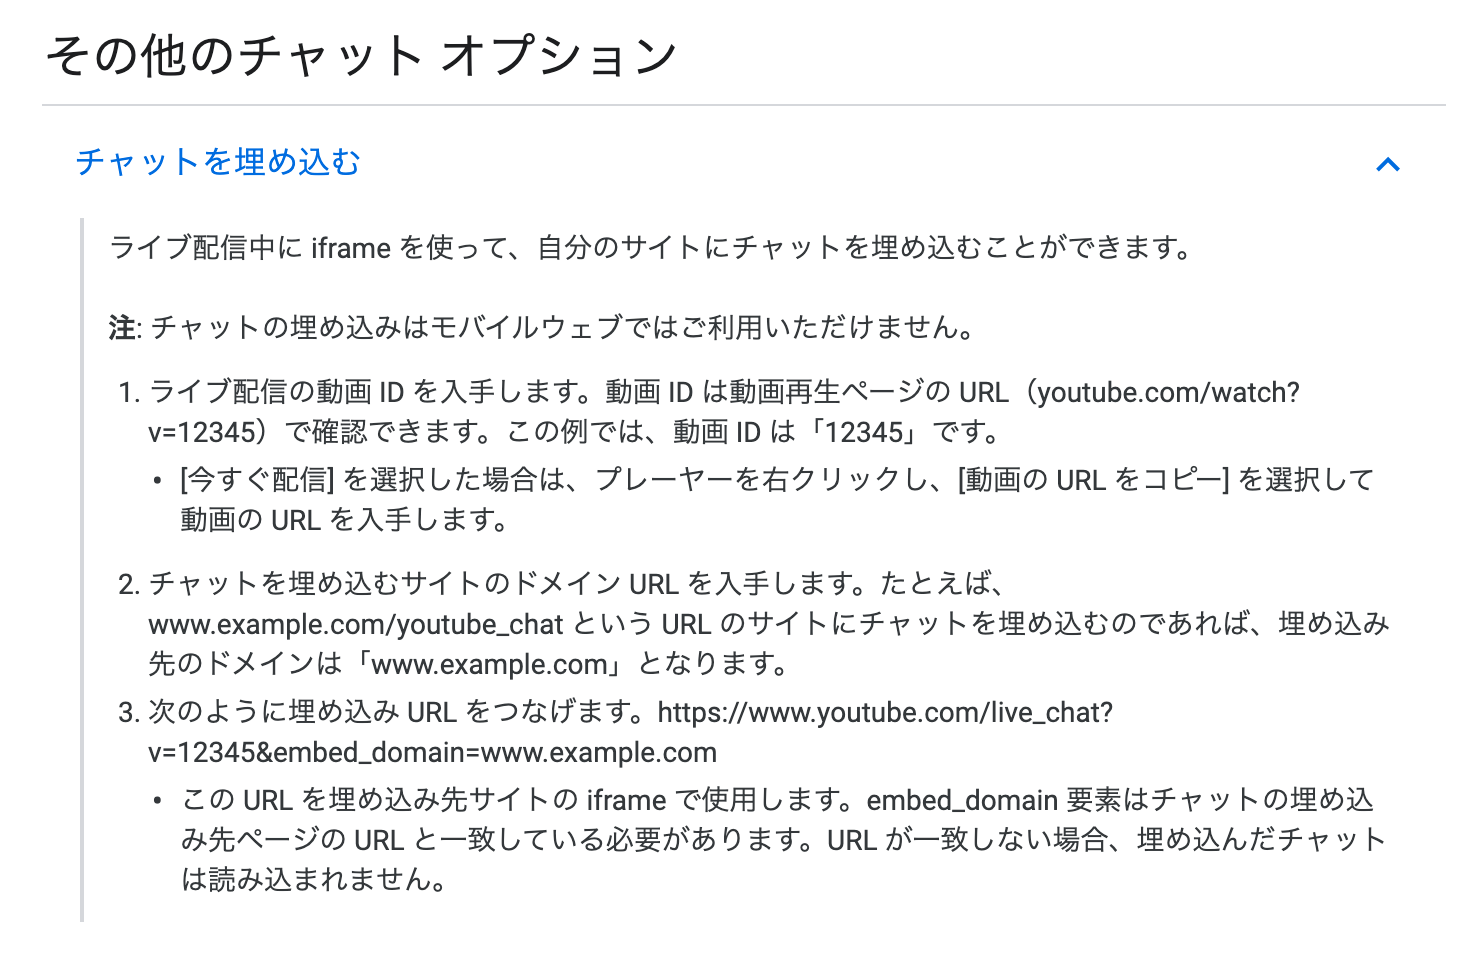 その他のチャット オプション
チャットを埋め込む
ライブ配信中に iframe を使って、自分のサイトにチャットを埋め込むことができます。
注: チャットの埋め込みはモバイルウェブではご利用いただけません。
1. ライブ配信の動画 ID を入手します。動画 ID は動画再生ページの URL（youtube.com/watch?
v=12345）で確認できます。この例では、動画 ID は「12345」です。
• [今すぐ配信] を選択した場合は、プレーヤーを右クリックし、[動画の URL をコピー] を選択して
動画の URL を入手します。
2. チャットを埋め込むサイトのドメイン URL を入手します。たとえば、
www.example.com/youtube_chat という URL のサイトにチャットを埋め込むのであれば、埋め込み
先のドメインは「www.example.com」となります。
3. 次のように埋め込み URL をつなげます。https://www.youtube.com/live_chat?
v=12345&embed_domain=www.example.com
• この URL を埋め込み先サイトの iframe で使用します。embed_domain 要素はチャットの埋め込
み先ページの URL と一致している必要があります。URL が一致しない場合、埋め込んだチャット
は読み込まれません。